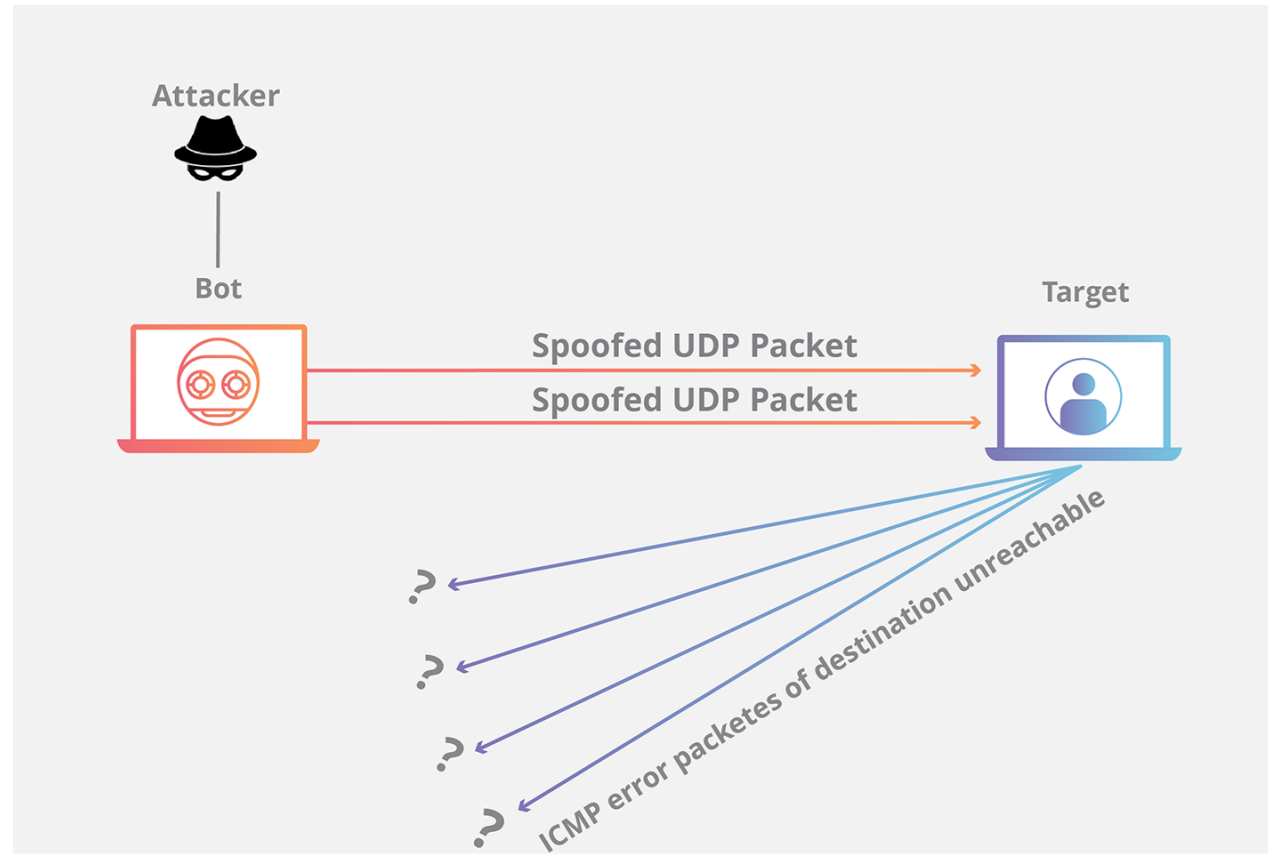 Attacker
Bot
Target
Spoofed UDP Packet
Spoofed UDP Packet
?
?
?
?
ICMP error packetes of destination unreachable